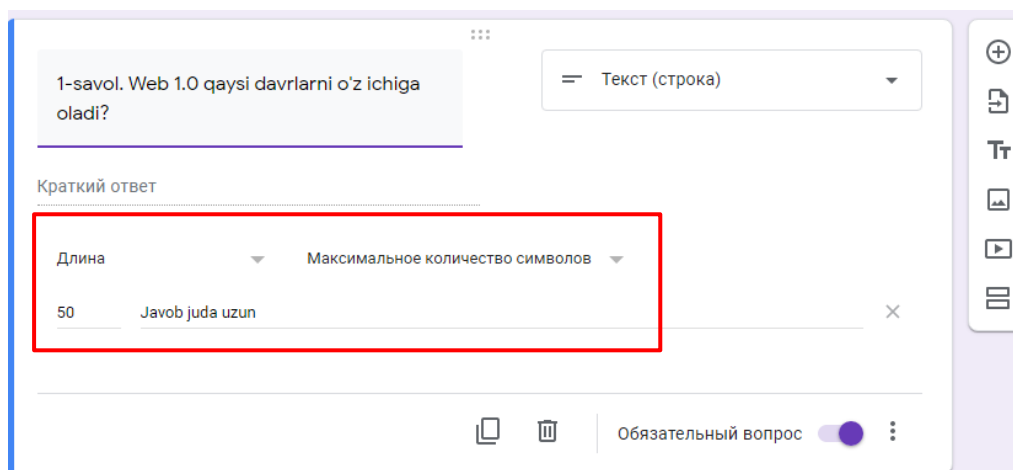 1-savol. Web 1.0 qaysi davrlarni o'z ichiga
oladi?
Текст (строка)
Краткий ответ
Длина
Максимальное количество символов
50
Javob juda uzun
Обязательный вопрос
Тт